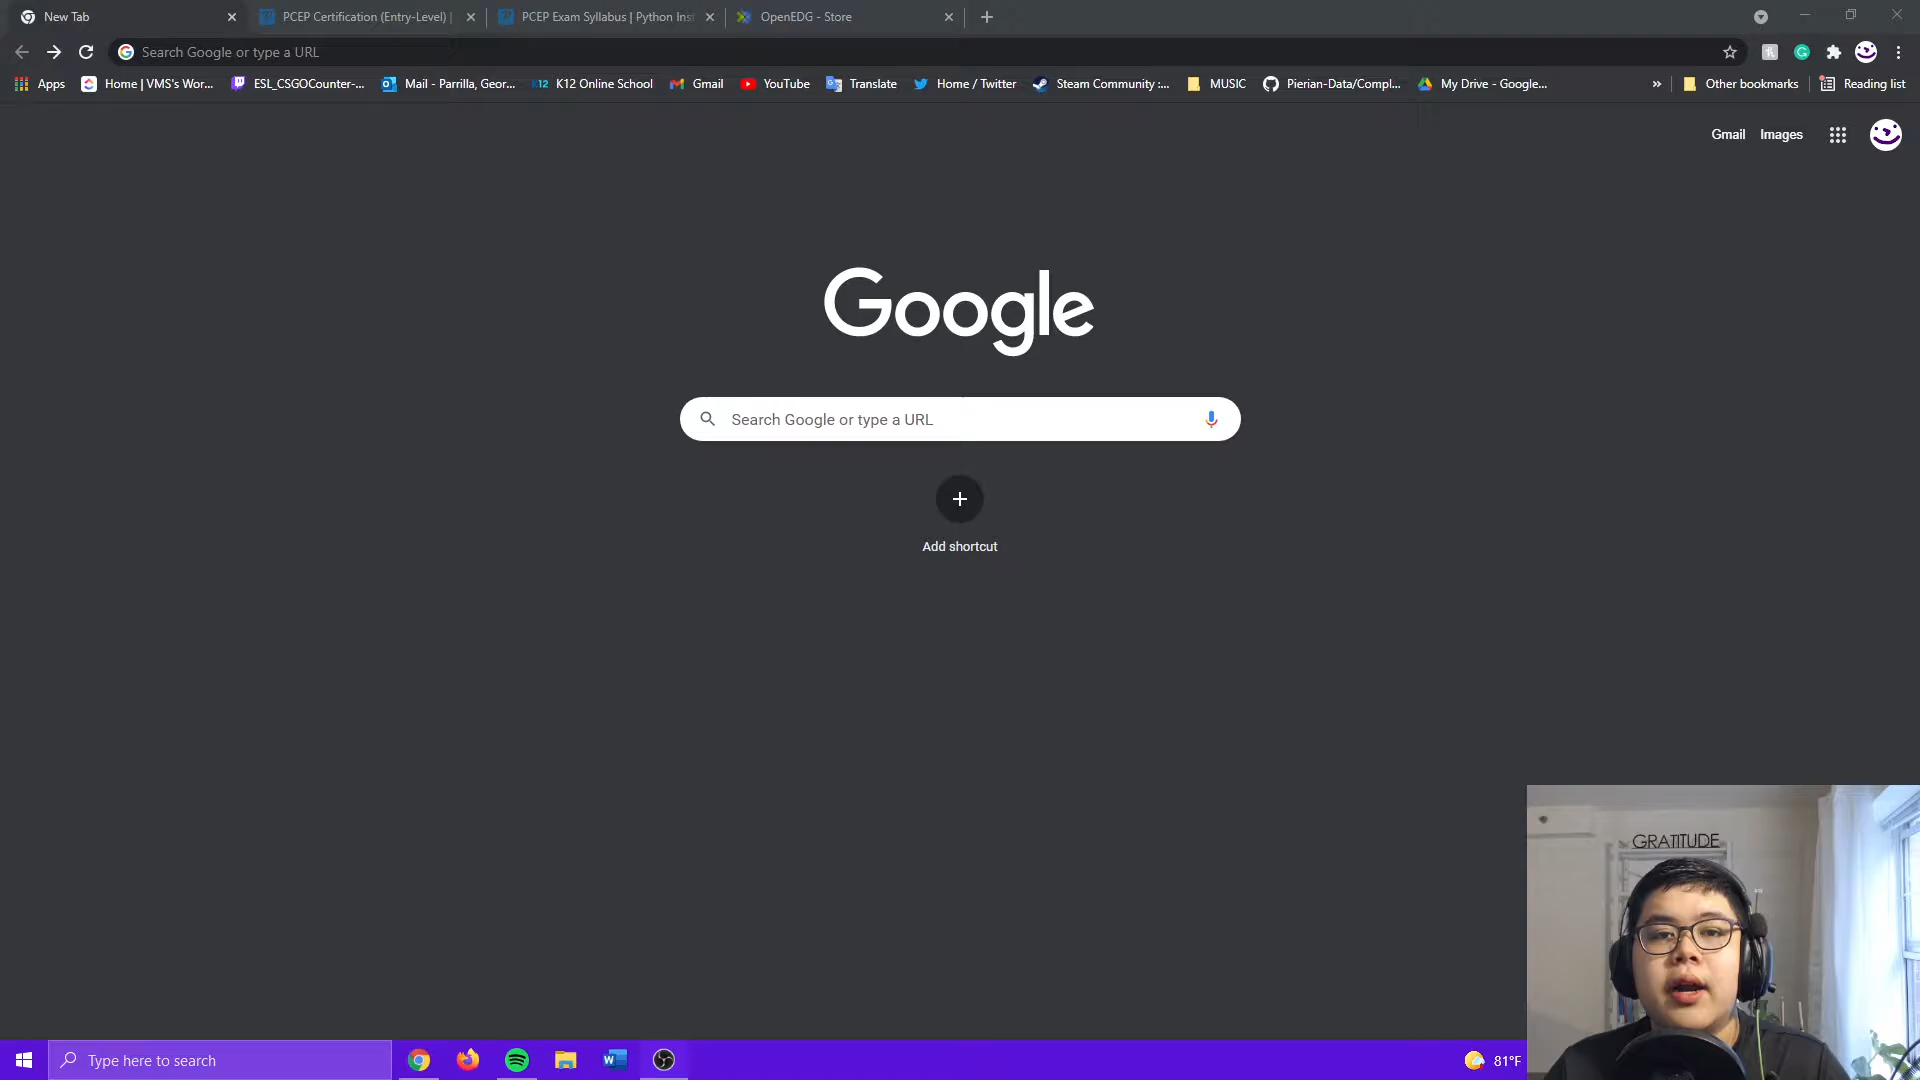 New Tab
PCEP Certification (Entry-Level) |
PCEP Exam Syllabus | Python Inst
OpenEDG - Store
Search Google or type a URL
Apps
Home | VMS's Wor...
ESL_CSGOCounter-...
Mail - Parrilla, Geor...
K12 K12 Online School
Gmail
YouTube
Translate
Home / Twitter
Steam Community :...
MUSIC
Pierian-Data/Compl...
My Drive - Google...
»
Other bookmarks
Reading list
Gmail
Images
Google
Search Google or type a URL
Add shortcut
GRATITUDE
Type here to search
81°F